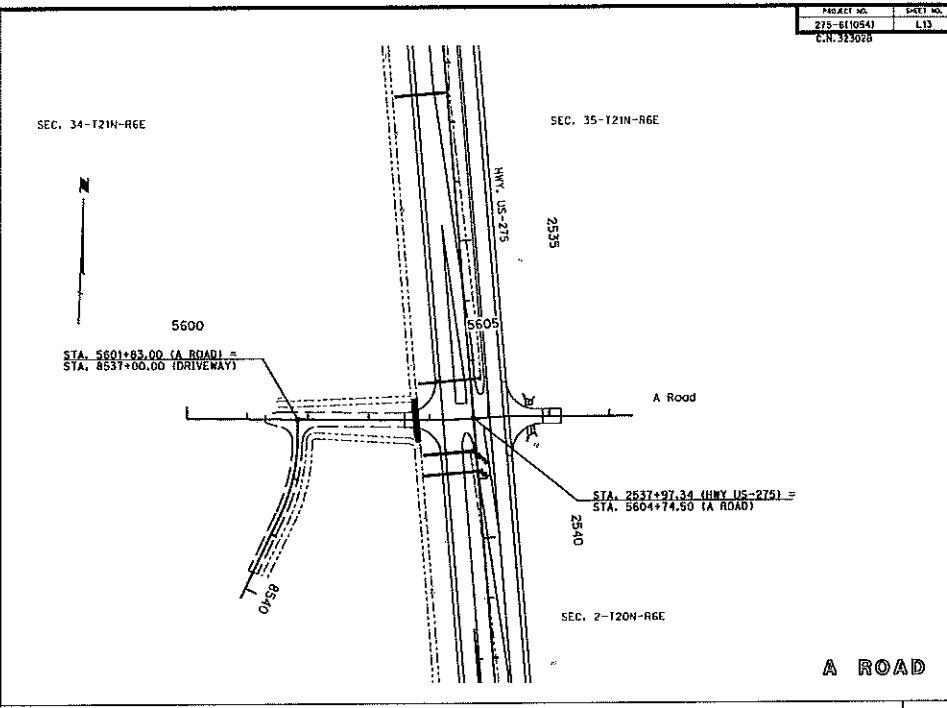 PROJECT NO. SHEET NO.
275-6(1054) L13
C.N. 32302B
SEC. 34-T21N-R6E
SEC. 35-T21N-R6E
N
HWY. US-275
2535
5600
5605
STA. 5601+83.00 (A ROAD) =
STA. 8537+00.00 (DRIVEWAY)
A Road
STA. 2537+97.34 (HWY US-275) =
STA. 5604+74.50 (A ROAD)
2540
8540
SEC. 2-T20N-R6E
A ROAD